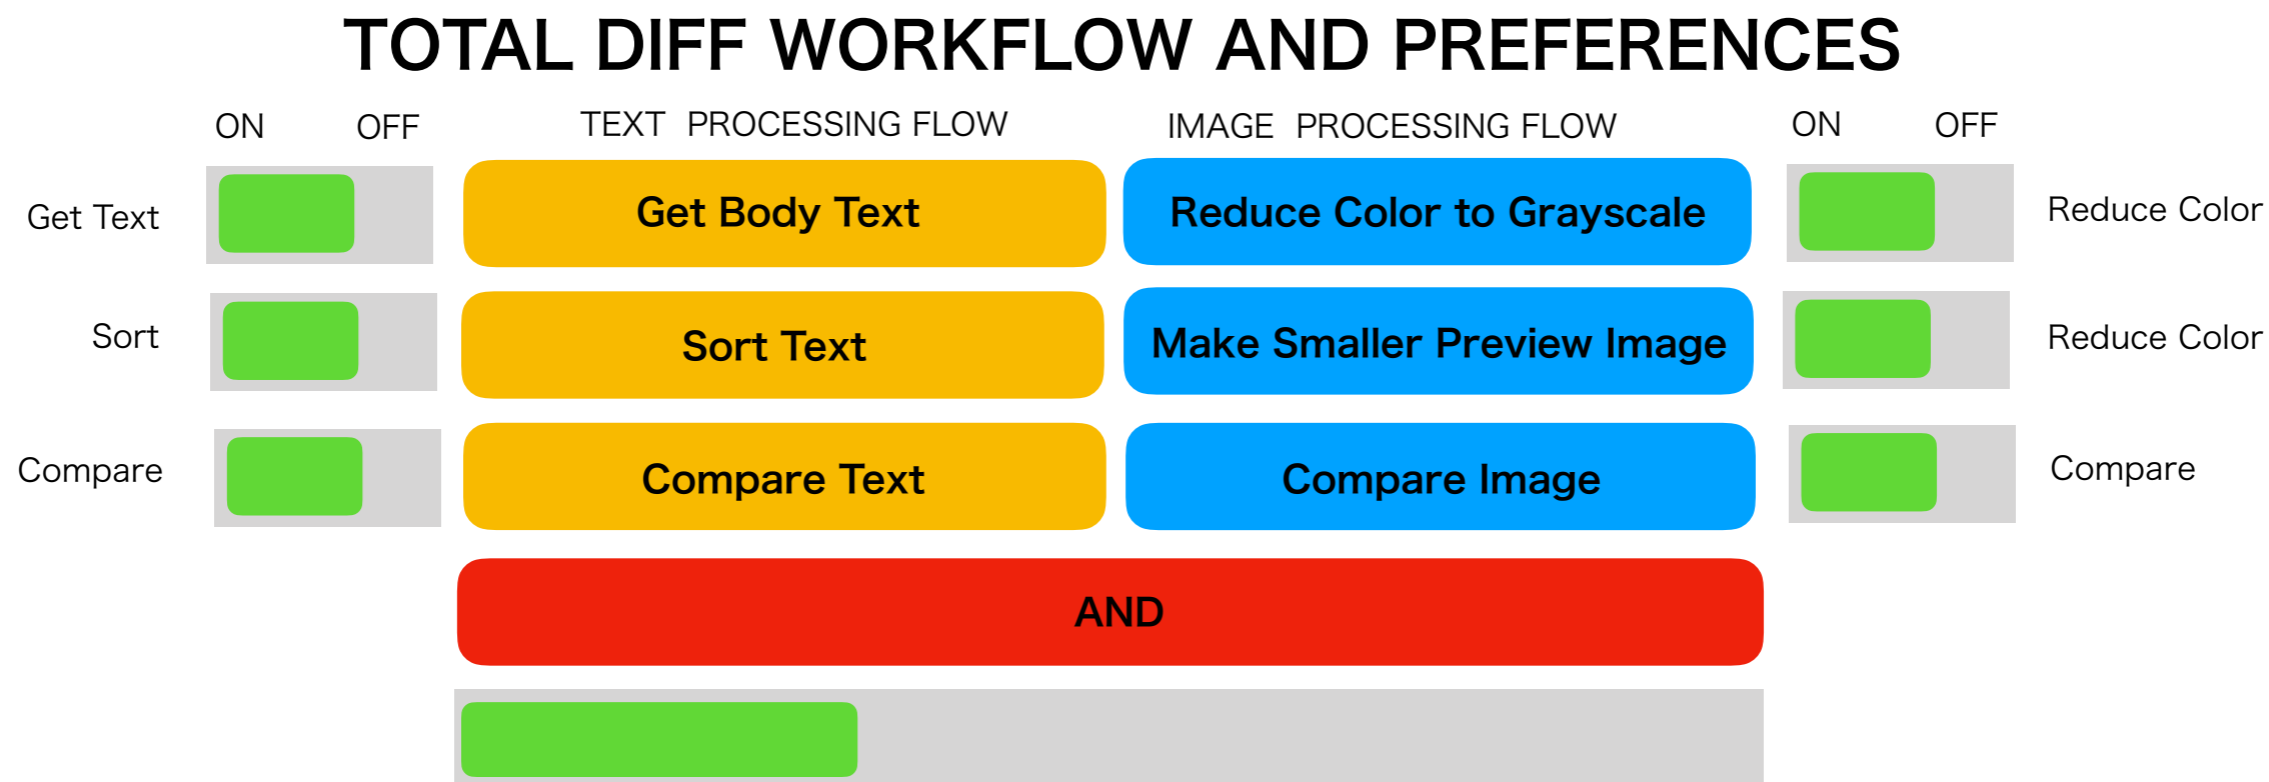 TOTAL DIFF WORKFLOW AND PREFERENCES
ON OFF TEXT PROCESSING FLOW IMAGE PROCESSING FLOW ON OFF
Get Text Get Body Text Reduce Color to Grayscale Reduce Color
Sort Sort Text Make Smaller Preview Image Reduce Color
Compare Compare Text Compare Image Compare
AND